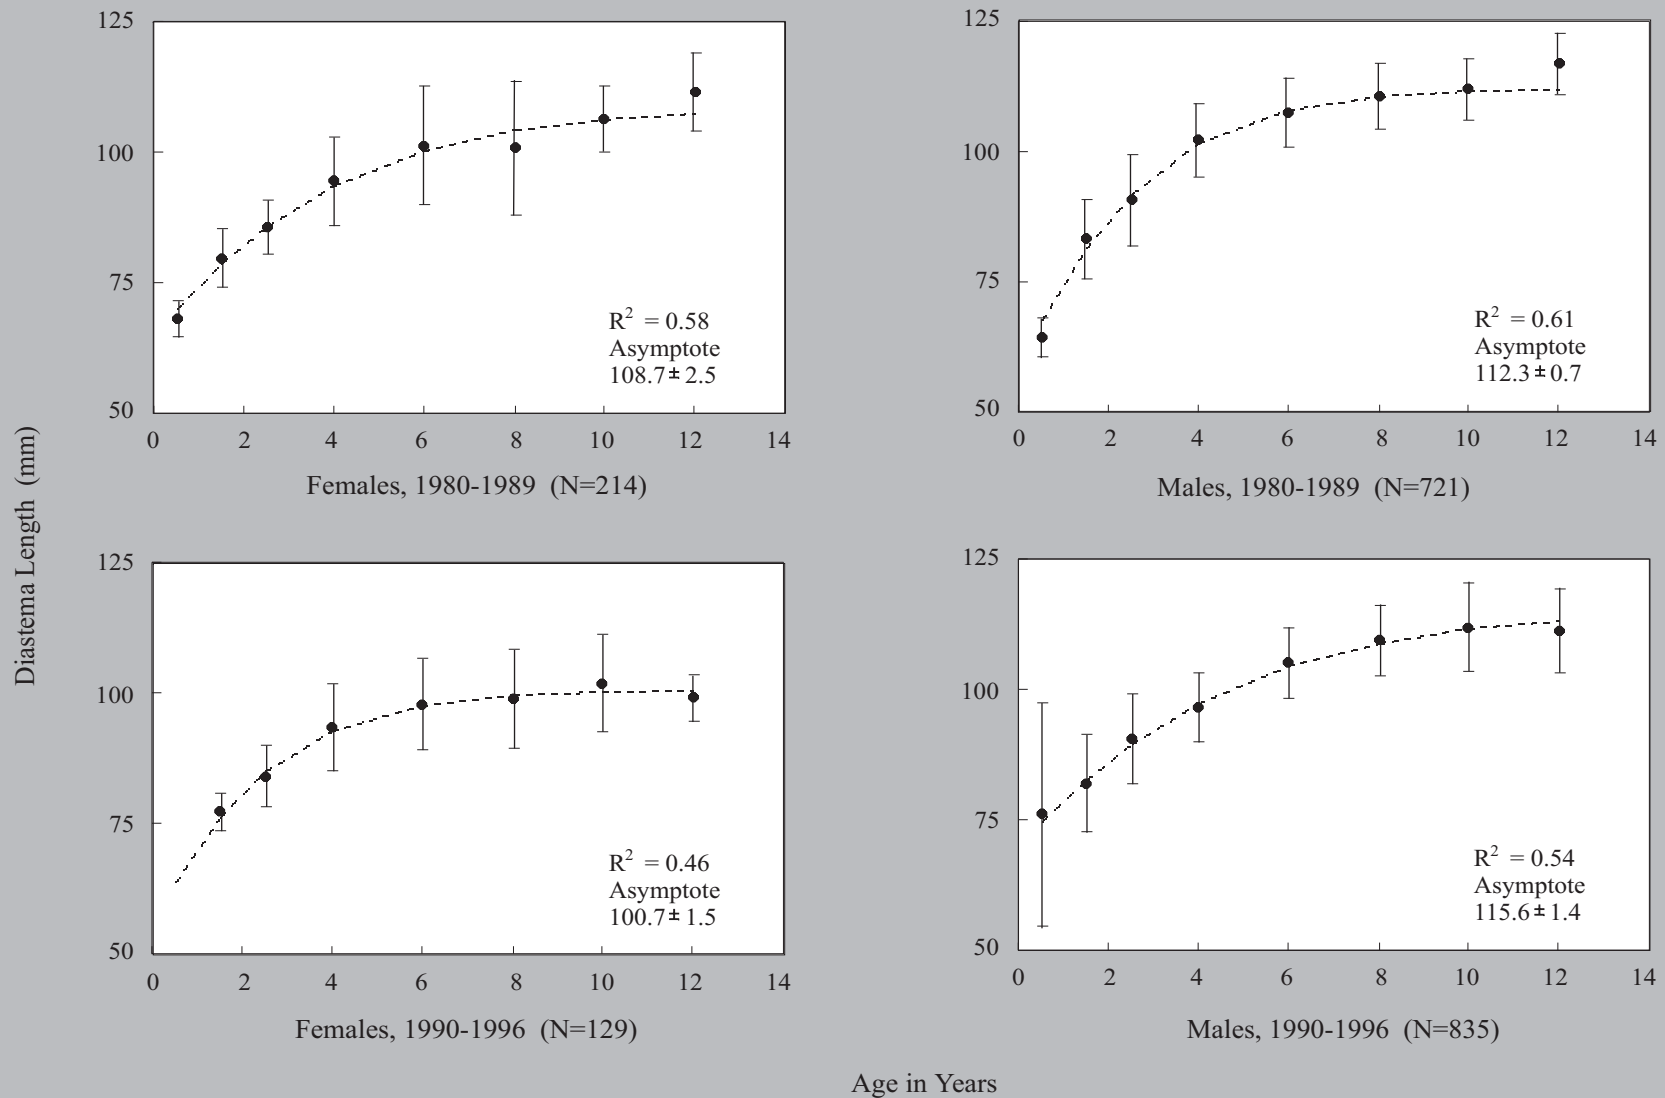 Diastema Length (mm)
125
100
75
50
0 2 4 6 8 10 12 14
R² = 0.58
Asymptote
108.7 ± 2.5
Females, 1980-1989 (N=214)
125
100
75
50
0 2 4 6 8 10 12 14
R² = 0.61
Asymptote
112.3 ± 0.7
Males, 1980-1989 (N=721)
125
100
75
50
0 2 4 6 8 10 12 14
R² = 0.46
Asymptote
100.7 ± 1.5
Females, 1990-1996 (N=129)
125
100
75
50
0 2 4 6 8 10 12 14
R² = 0.54
Asymptote
115.6 ± 1.4
Males, 1990-1996 (N=835)
Age in Years